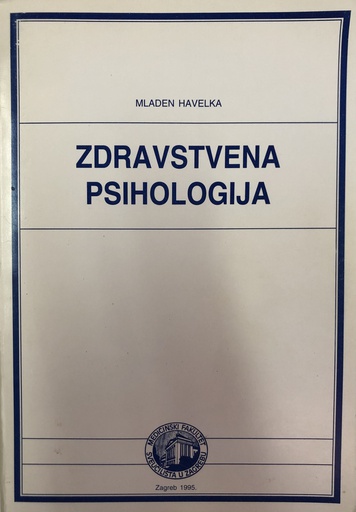 MLADEN HAVELKA
ZDRAVSTVENA
PSIHOLOGIJA
MEDICINSKI FAKULTET
SVEUČILIŠTA U ZAGREBU
Zagreb 1995.